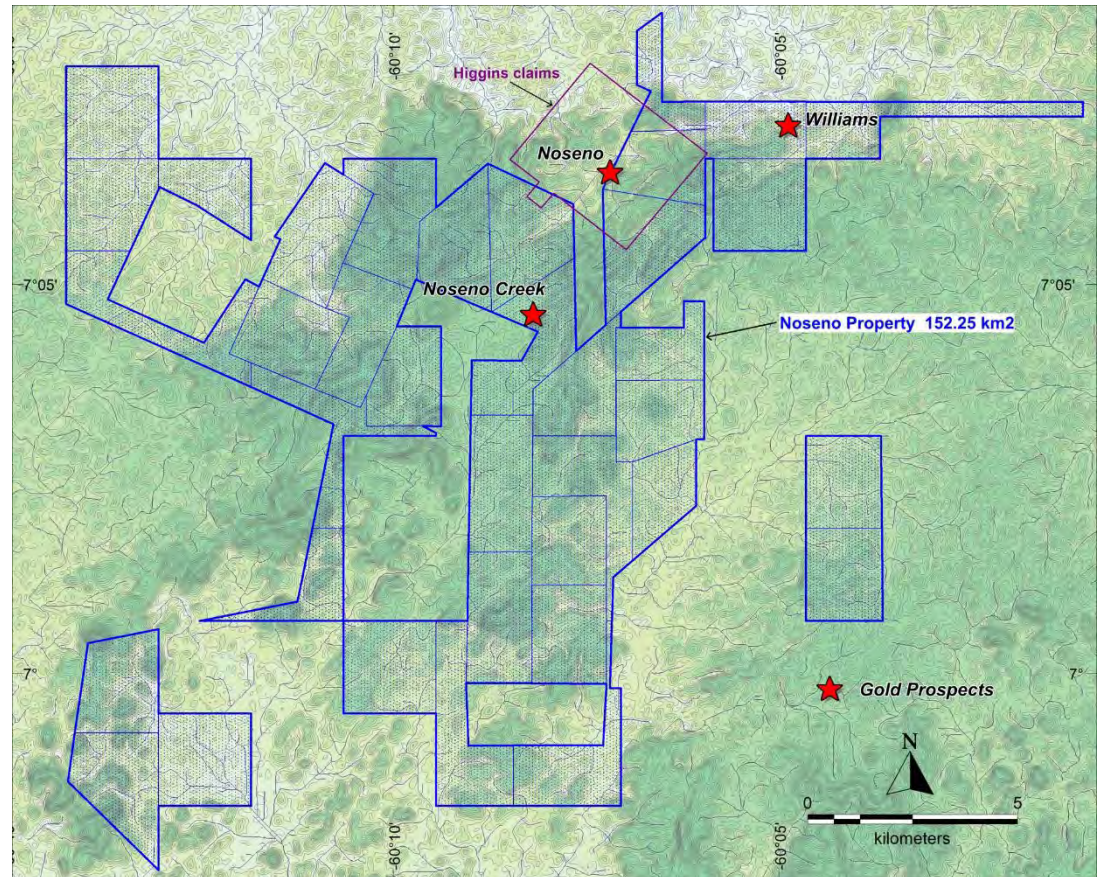 -60°10'
-60°05'
Higgins claims
Williams
Noseno
7°05'
7°05'
Noseno Creek
Noseno Property 152.25 km2
7°
7°
Gold Prospects
N
0 5
kilometers
-60°10'
-60°05'